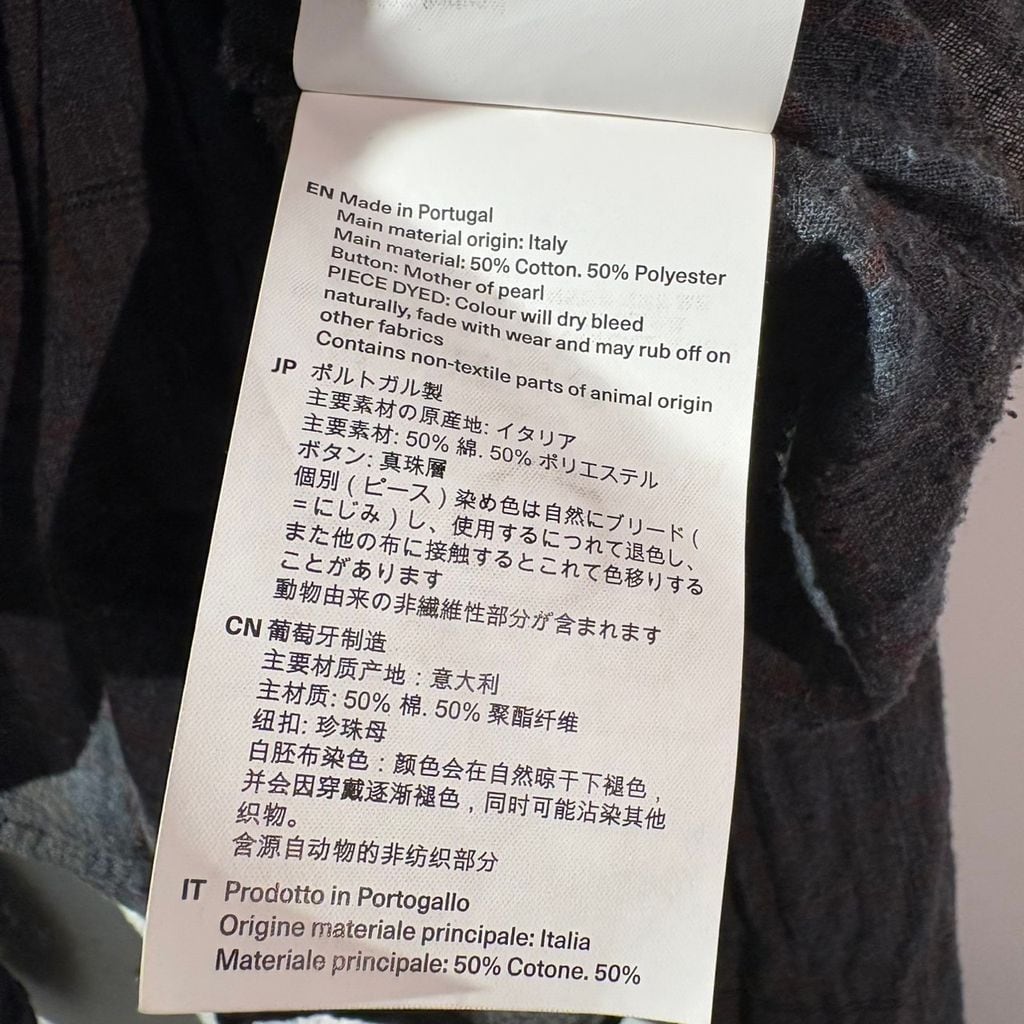 EN Made in Portugal
Main material origin: Italy
Main material: 50% Cotton. 50% Polyester
Button: Mother of pearl
PIECE DYED: Colour will dry bleed
naturally, fade with wear and may rub off on
other fabrics
Contains non-textile parts of animal origin
JP ポルトガル製
主要素材の原産地: イタリア
主要素材: 50% 綿. 50% ポリエステル
ボタン: 真珠層
個別 ( ピース ) 染め色は自然にブリード (
= にじみ ) し、使用するにつれて退色し、
また他の布に接触するとこれて色移りする
ことがあります
動物由来の非繊維性部分が含まれます
CN 葡萄牙制造
主要材质产地 : 意大利
主材质: 50% 棉. 50% 聚酯纤维
纽扣: 珍珠母
白胚布染色 : 颜色会在自然晾干下褪色 ,
并会因穿戴逐渐褪色 , 同时可能沾染其他
织物。
含源自动物的非纺织部分
IT Prodotto in Portogallo
Origine materiale principale: Italia
Materiale principale: 50% Cotone. 50%